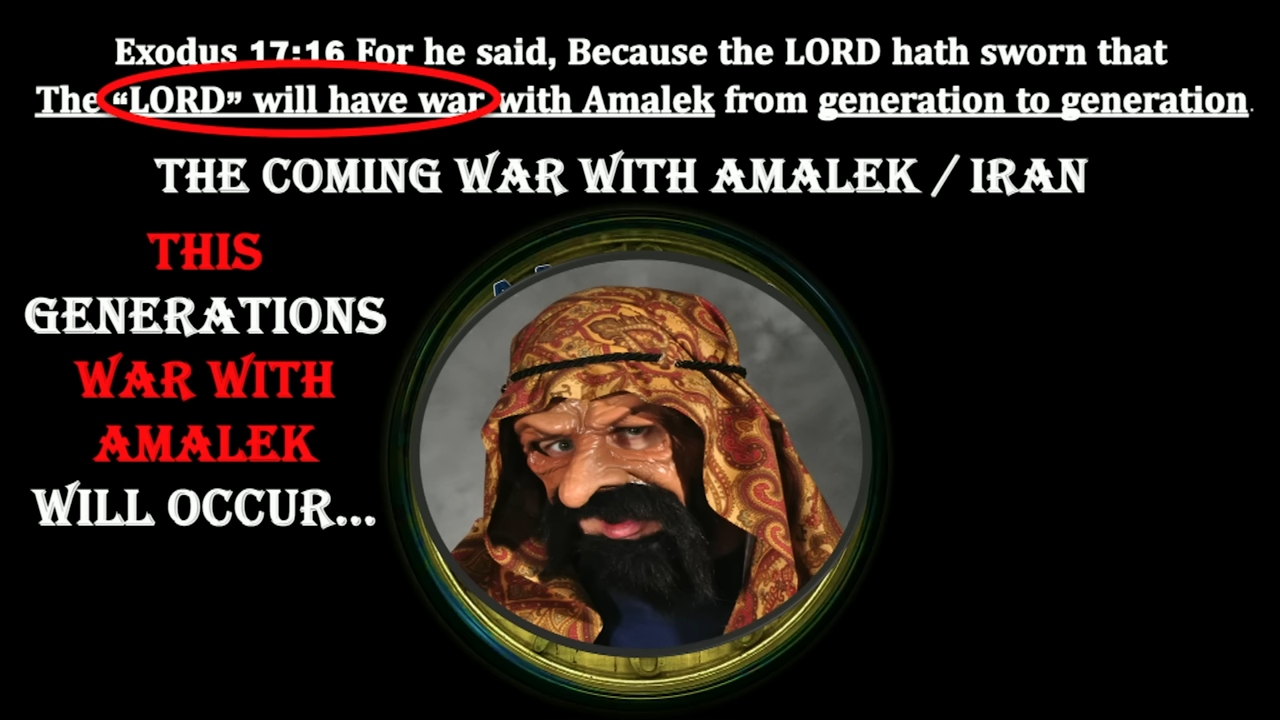 Exodus 17:16 For he said, Because the LORD hath sworn that
The “LORD” will have war with Amalek from generation to generation.
THE COMING WAR WITH AMALEK / IRAN
THIS
GENERATIONS
WAR WITH
AMALEK
WILL OCCUR...